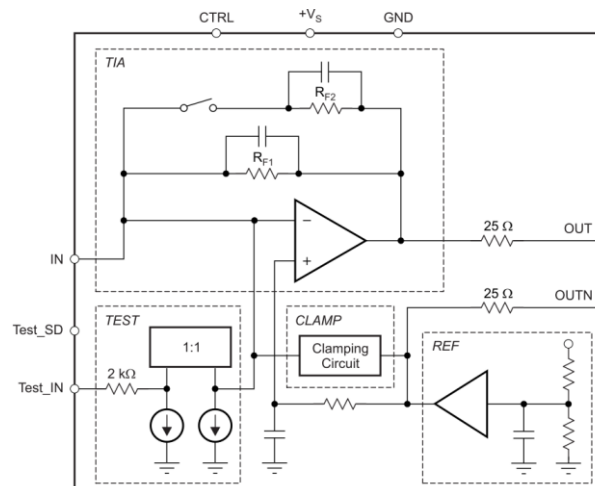 CTRL
+VS
GND
TIA
RF2
RF1
−
+
IN
25 Ω
OUT
25 Ω
OUTN
Test_SD
TEST
1:1
CLAMP
Clamping
Circuit
REF
Test_IN
2 kΩ